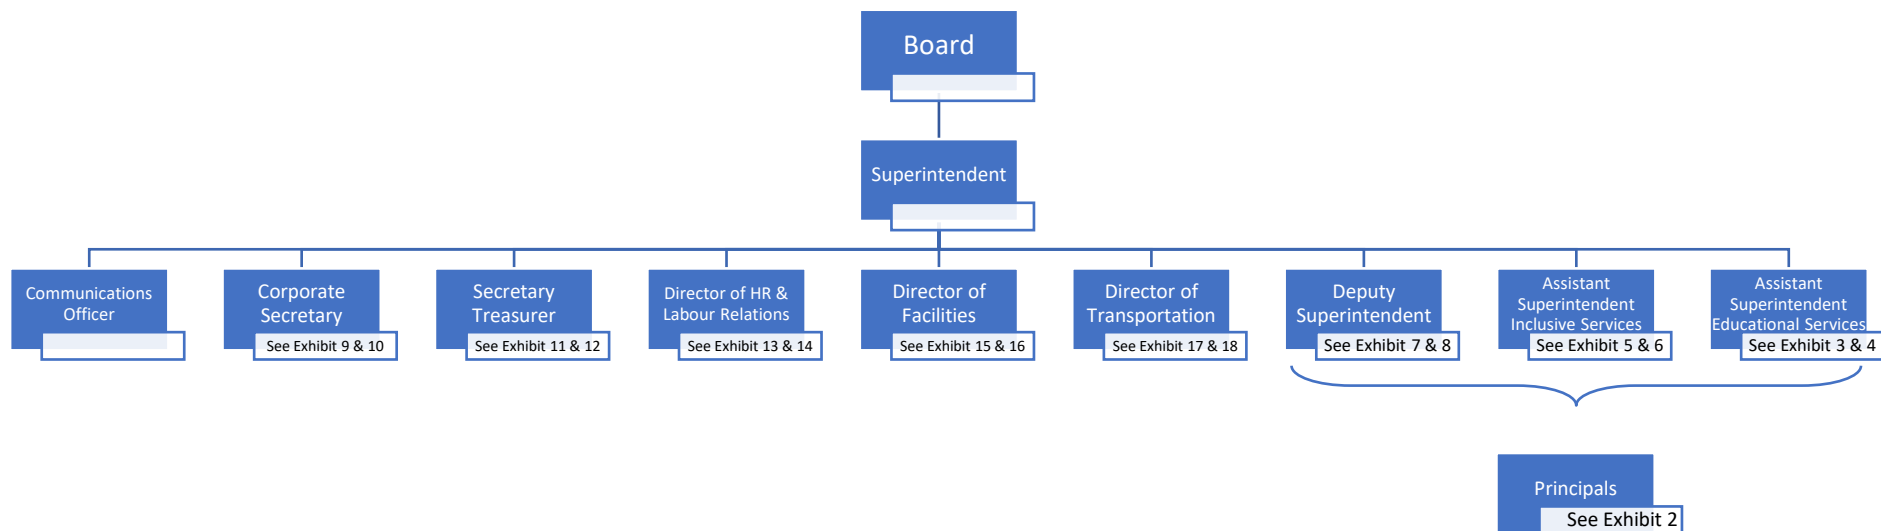 Board
Superintendent
Communications
Officer
Corporate
Secretary
See Exhibit 9 & 10
Secretary
Treasurer
See Exhibit 11 & 12
Director of HR &
Labour Relations
See Exhibit 13 & 14
Director of
Facilities
See Exhibit 15 & 16
Director of
Transportation
See Exhibit 17 & 18
Deputy
Superintendent
See Exhibit 7 & 8
Assistant
Superintendent
Inclusive Services
See Exhibit 5 & 6
Assistant
Superintendent
Educational Services
See Exhibit 3 & 4
Principals
See Exhibit 2